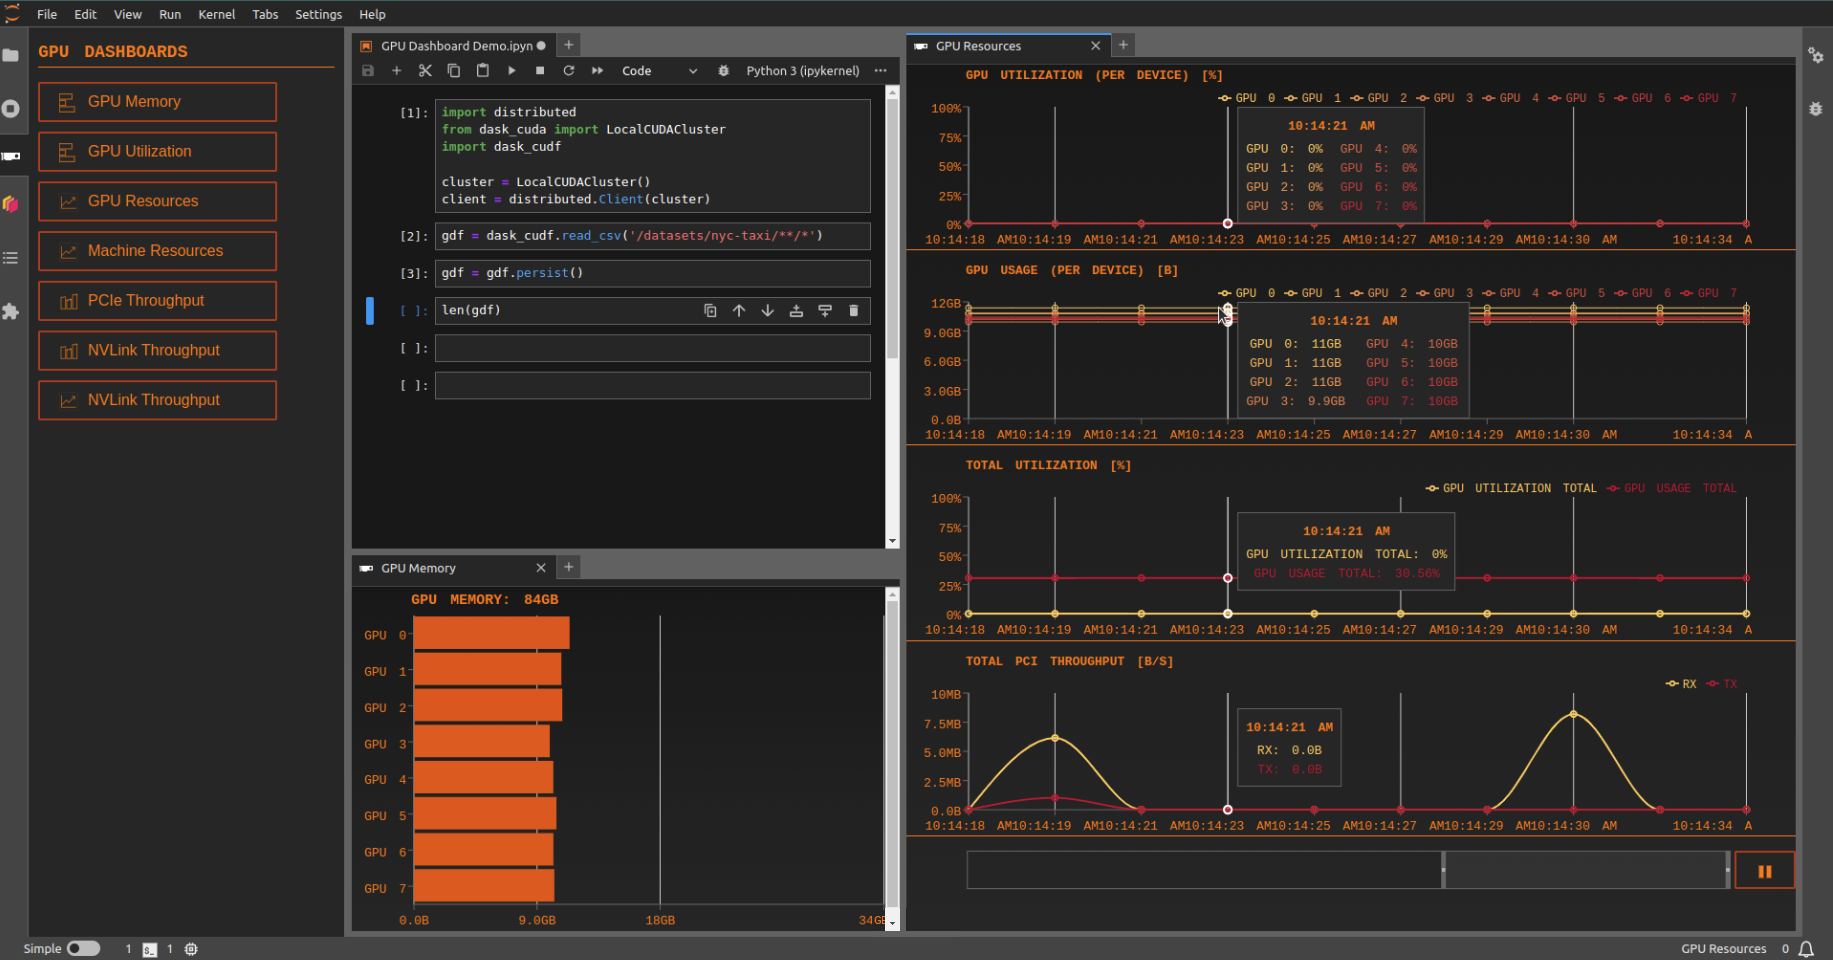 File Edit View Run Kernel Tabs Settings Help
GPU DASHBOARDS
GPU Memory
GPU Utilization
GPU Resources
Machine Resources
PCIe Throughput
NVLink Throughput
NVLink Throughput
GPU Dashboard Demo.ipyn
Code
Python 3 (ipykernel)
[1]:
import distributed
from dask_cuda import LocalCUDACluster
import dask_cudf
cluster = LocalCUDACluster()
client = distributed.Client(cluster)
[2]: gdf = dask_cudf.read_csv('/datasets/nyc-taxi/**/*')
[3]: gdf = gdf.persist()
[ ]: len(gdf)
[ ]:
[ ]:
GPU Memory
GPU MEMORY: 84GB
GPU 0
GPU 1
GPU 2
GPU 3
GPU 4
GPU 5
GPU 6
GPU 7
0.0B 9.0GB 18GB 34GB
GPU Resources
GPU UTILIZATION (PER DEVICE) [%]
GPU 0 GPU 1 GPU 2 GPU 3 GPU 4 GPU 5 GPU 6 GPU 7
100%
75%
50%
25%
0%
10:14:21 AM
GPU 0: 0% GPU 4: 0%
GPU 1: 0% GPU 5: 0%
GPU 2: 0% GPU 6: 0%
GPU 3: 0% GPU 7: 0%
10:14:18 AM10:14:19 AM10:14:21 AM10:14:23 AM10:14:25 AM10:14:27 AM10:14:29 AM10:14:30 AM 10:14:34 A
GPU USAGE (PER DEVICE) [B]
GPU 0 GPU 1 GPU 2 GPU 3 GPU 4 GPU 5 GPU 6 GPU 7
12GB
9.0GB
6.0GB
3.0GB
0.0B
10:14:21 AM
GPU 0: 11GB GPU 4: 10GB
GPU 1: 11GB GPU 5: 10GB
GPU 2: 11GB GPU 6: 10GB
GPU 3: 9.9GB GPU 7: 10GB
10:14:18 AM10:14:19 AM10:14:21 AM10:14:23 AM10:14:25 AM10:14:27 AM10:14:29 AM10:14:30 AM 10:14:34 A
TOTAL UTILIZATION [%]
GPU UTILIZATION TOTAL GPU USAGE TOTAL
100%
75%
50%
25%
0%
10:14:21 AM
GPU UTILIZATION TOTAL: 0%
GPU USAGE TOTAL: 30.56%
10:14:18 AM10:14:19 AM10:14:21 AM10:14:23 AM10:14:25 AM10:14:27 AM10:14:29 AM10:14:30 AM 10:14:34 A
TOTAL PCI THROUGHPUT [B/S]
RX TX
10MB
7.5MB
5.0MB
2.5MB
0.0B
10:14:21 AM
RX: 0.0B
TX: 0.0B
10:14:18 AM10:14:19 AM10:14:21 AM10:14:23 AM10:14:25 AM10:14:27 AM10:14:29 AM10:14:30 AM 10:14:34 A
Simple 1 1
GPU Resources 0